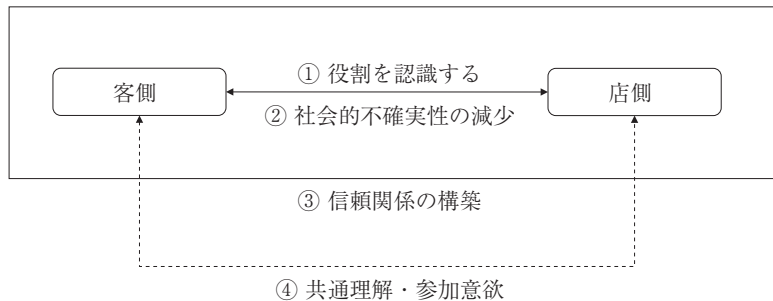 ① 役割を認識する
客側
店側
② 社会的不確実性の減少
③ 信頼関係の構築
④ 共通理解・参加意欲